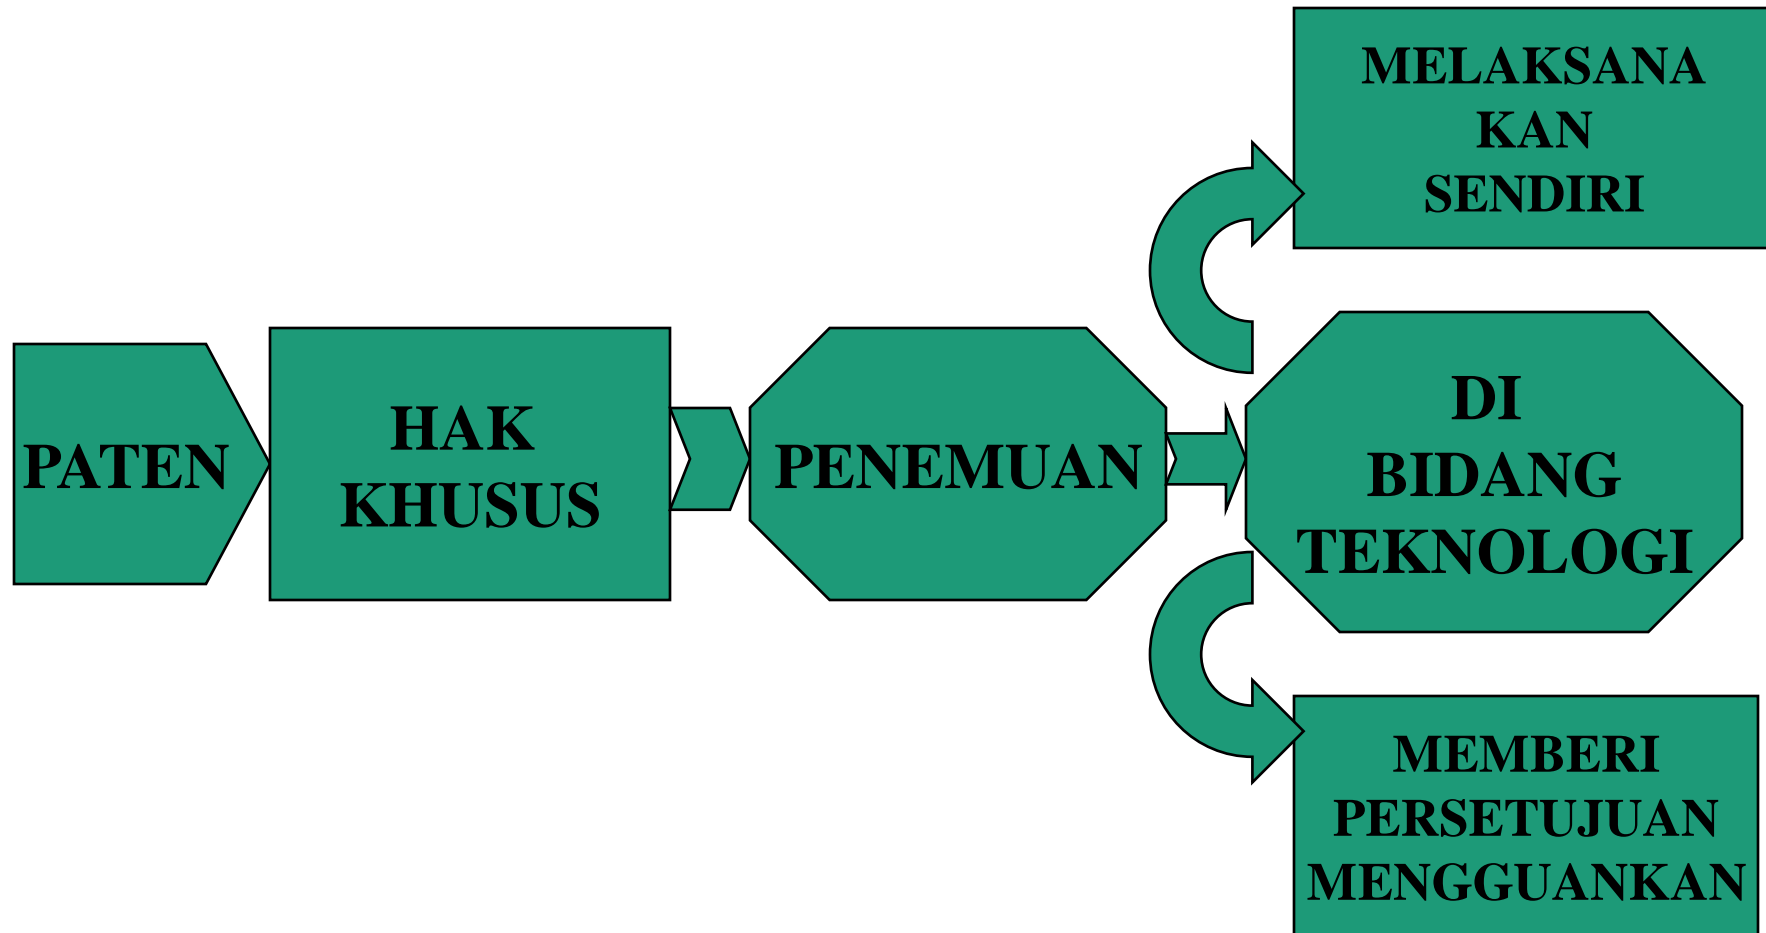 PATEN
HAK
KHUSUS
PENEMUAN
MELAKSANA
KAN
SENDIRI
DI
BIDANG
TEKNOLOGI
MEMBERI
PERSETUJUAN
MENGGUANKAN